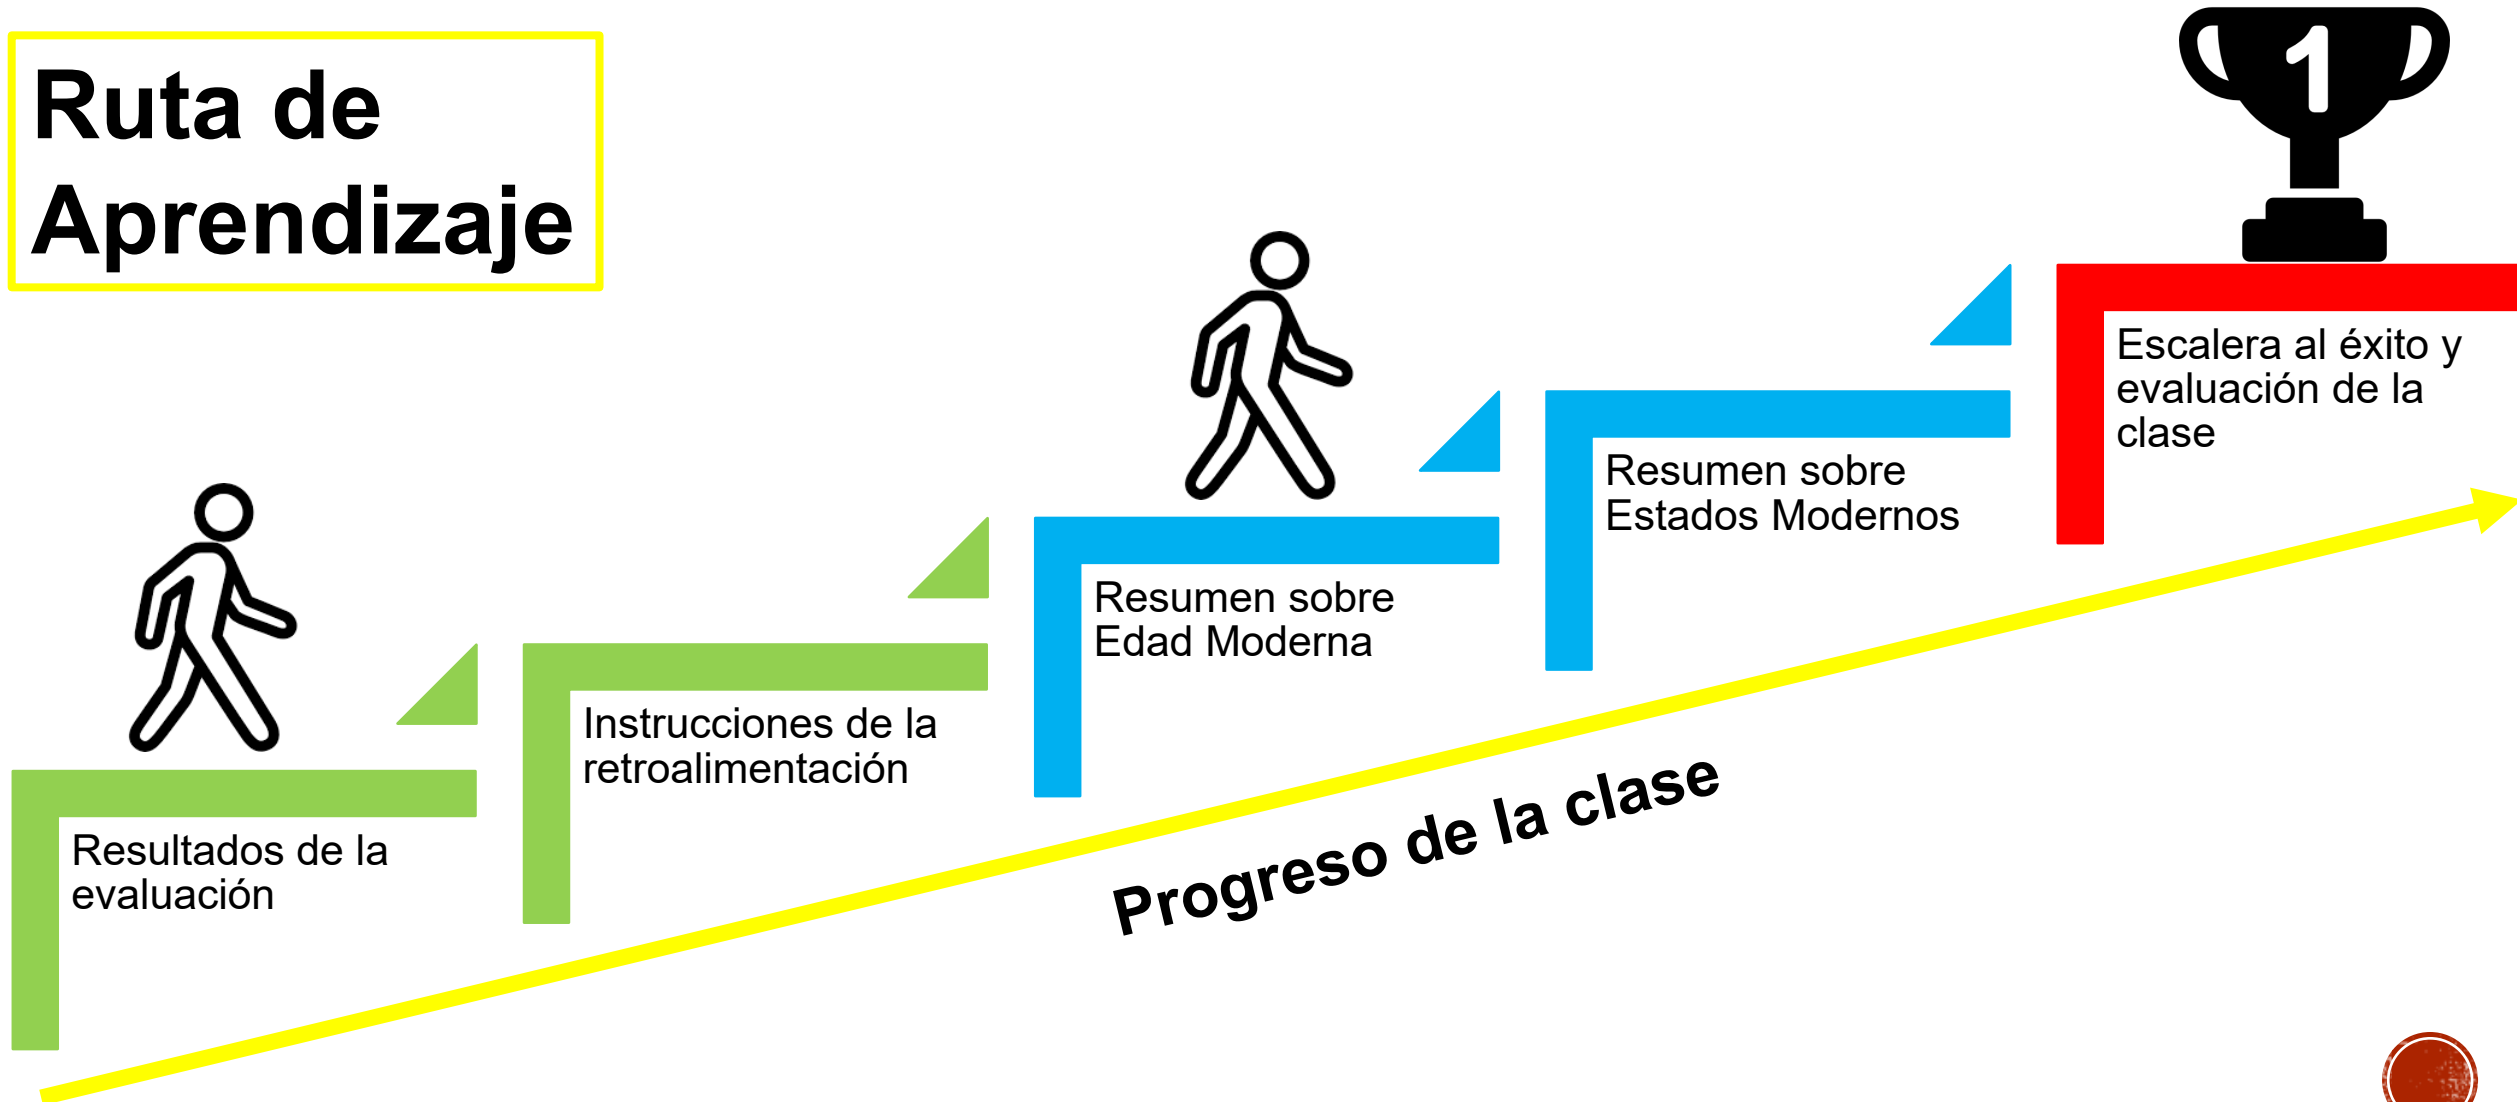 Ruta de
Aprendizaje
1
Resultados de la
evaluación
Instrucciones de la
retroalimentación
Resumen sobre
Edad Moderna
Resumen sobre
Estados Modernos
Escalera al éxito y
evaluación de la
clase
Progreso de la clase